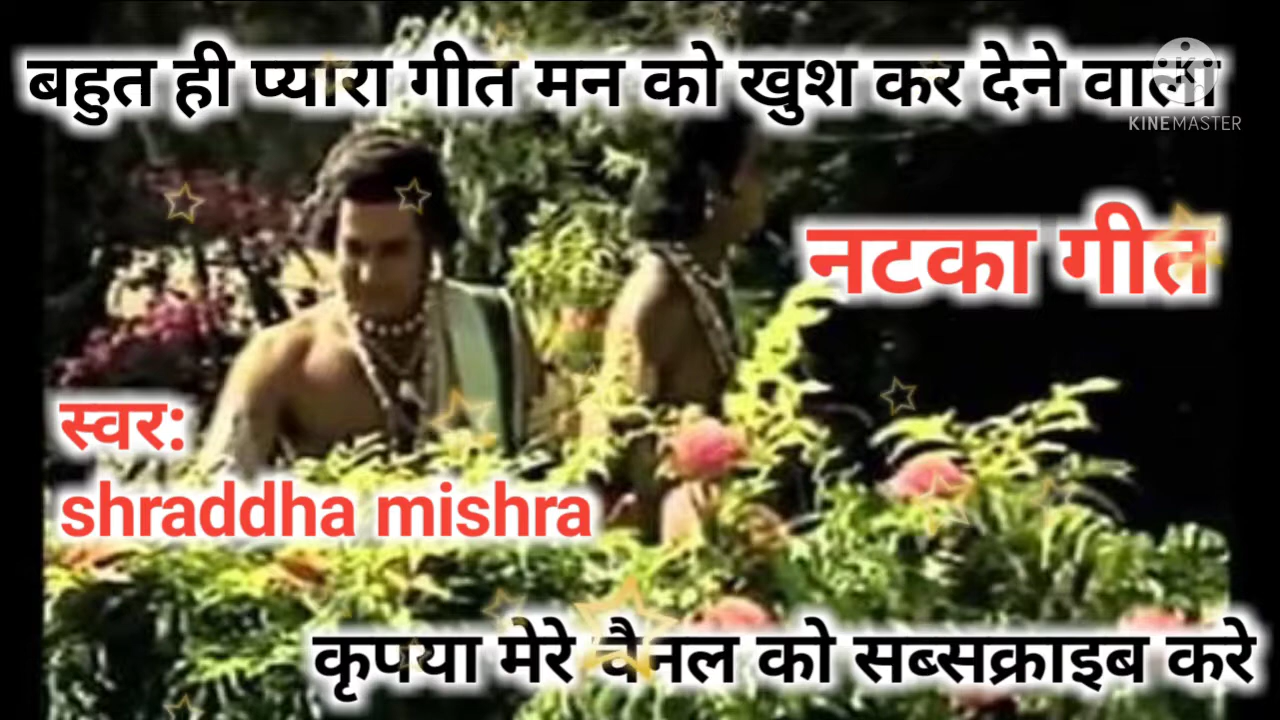 बहुत ही प्यारा गीत मन को खुश कर देने वाला
KINEMASTER
नटका गीत
स्वर:
shraddha mishra
कृपया मेरे चैनल को सब्सक्राइब करे